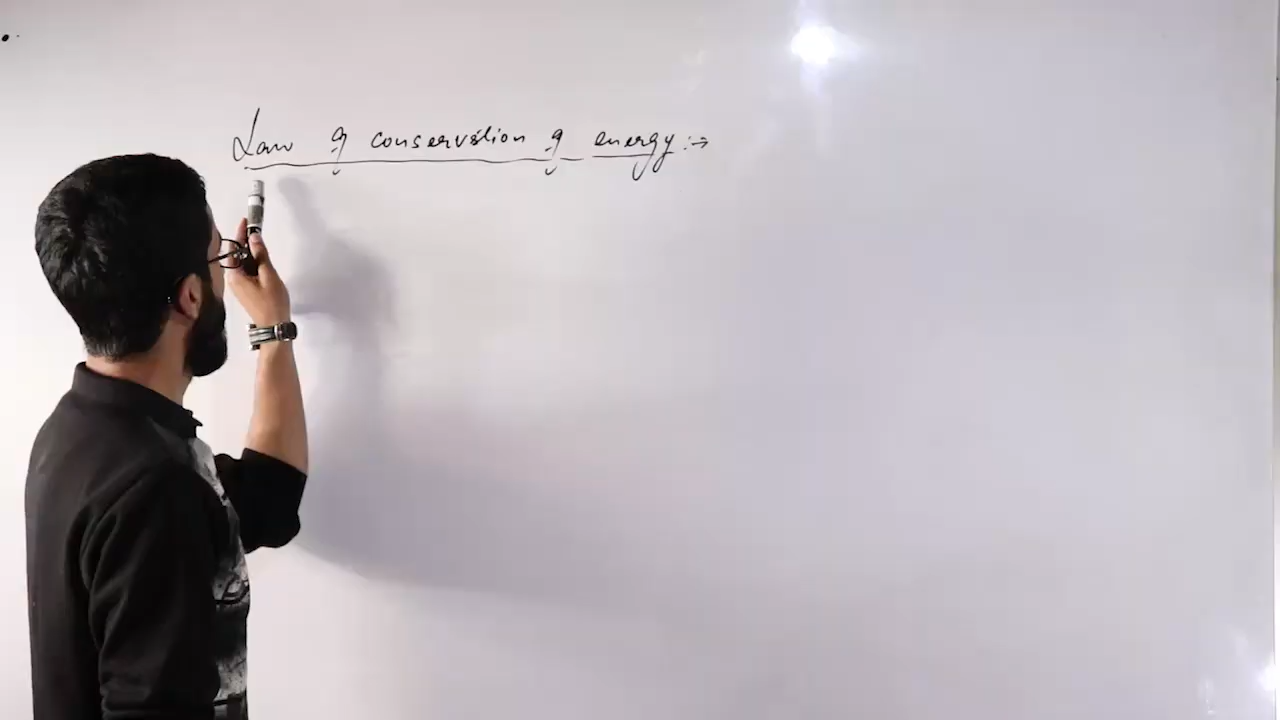 Law of conservation of energy :→